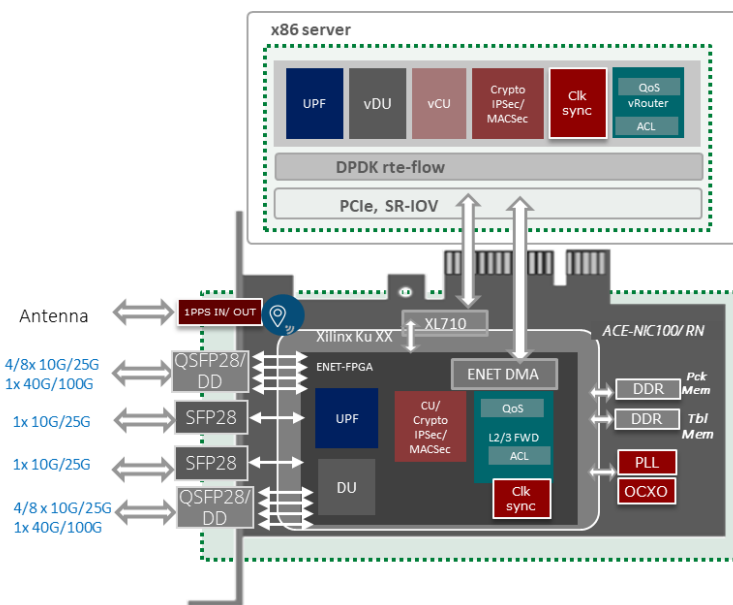 x86 server
UPF
vDU
vCU
Crypto
IPSec/
MACSec
Clk
sync
QoS
vRouter
ACL
DPDK rte-flow
PCIe, SR-IOV
Antenna
1PPS IN/ OUT
XL710
Xilinx Ku XX
ACE-NIC100/ RN
4/8x 10G/25G
1x 40G/100G
QSFP28/
DD
ENET-FPGA
ENET DMA
Pck
Mem
DDR
1x 10G/25G
SFP28
UPF
CU/
Crypto
IPSec/
MACSec
QoS
L2/3 FWD
ACL
DDR
Tbl
Mem
1x 10G/25G
SFP28
DU
PLL
OCXO
4/8 x 10G/25G
1x 40G/100G
QSFP28/
DD
Clk
sync